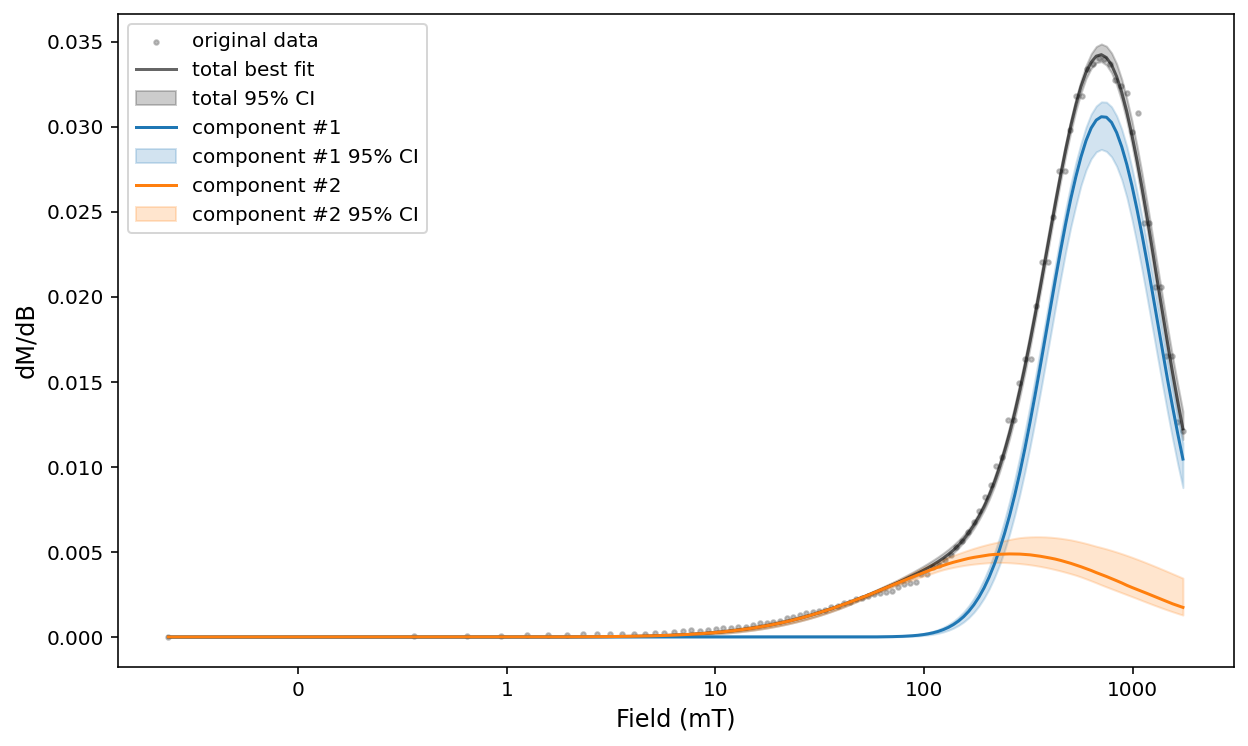 original data
total best fit
total 95% CI
component #1
component #1 95% CI
component #2
component #2 95% CI
dM/dB
0.035
0.030
0.025
0.020
0.015
0.010
0.005
0.000
0 1 10 100 1000
Field (mT)